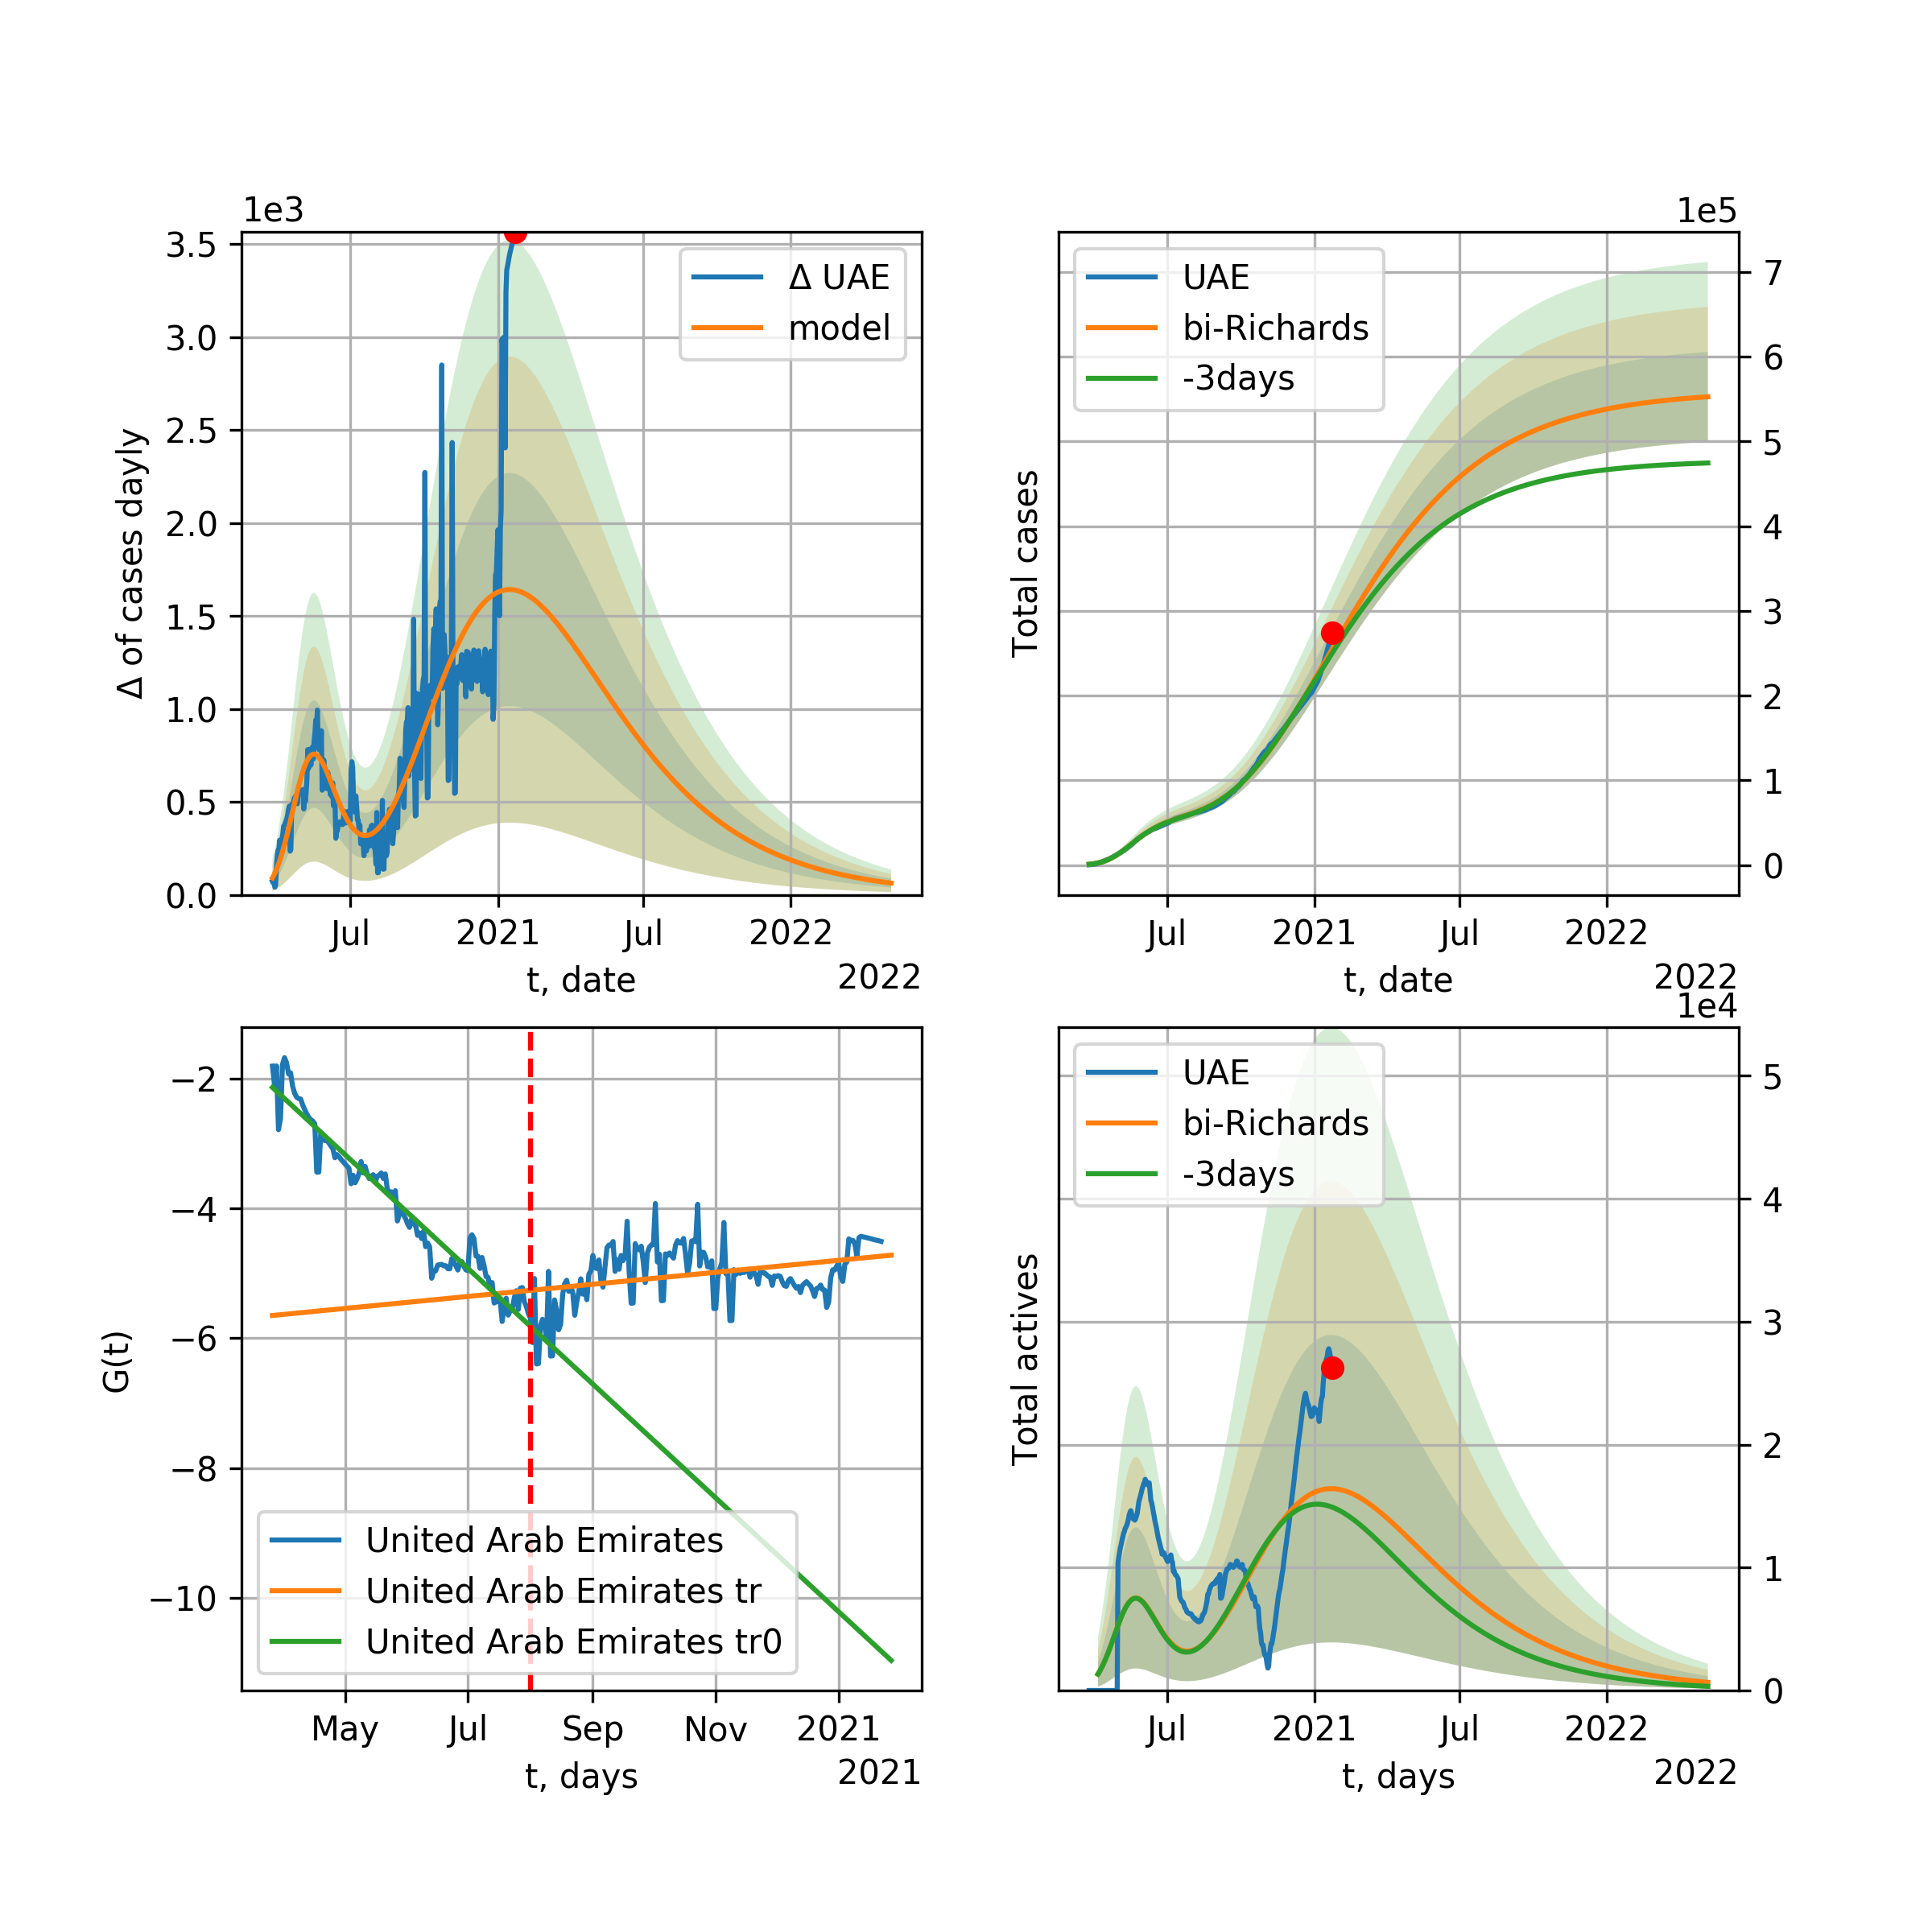 1e3
3.5
3.0
2.5
2.0
1.5
1.0
0.5
0.0
Δ of cases dayly
Δ UAE
model
Jul
2021
Jul
2022
t, date
2022
1e5
7
6
5
4
3
2
1
0
Total cases
UAE
bi-Richards
-3days
Jul
2021
Jul
2022
t, date
2022
−2
−4
−6
−8
−10
G(t)
United Arab Emirates
United Arab Emirates tr
United Arab Emirates tr0
May
Jul
Sep
Nov
2021
t, days
2021
1e4
5
4
3
2
1
0
Total actives
UAE
bi-Richards
-3days
Jul
2021
Jul
2022
t, days
2022